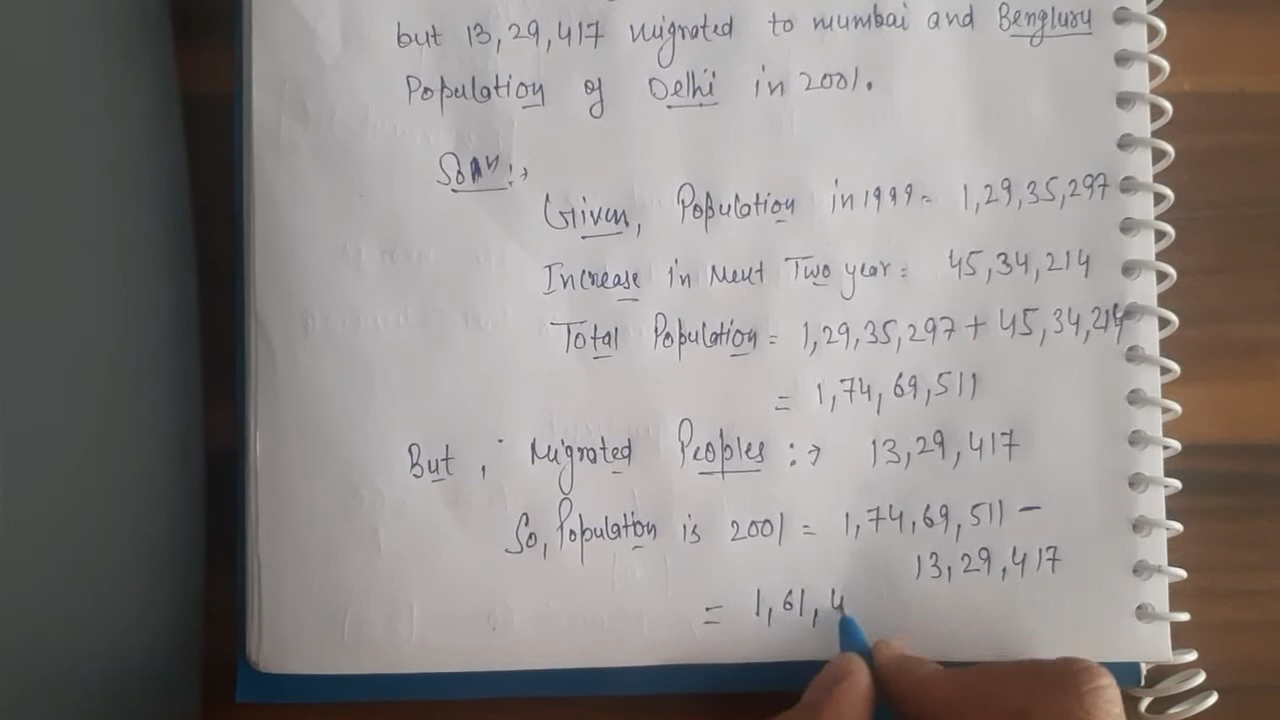 but 13,29,417 migrated to mumbai and Bengluru
Population of Delhi in 2001.
Soln :→
Given, Population in 1999 = 1,29,35,297
Increase in Next Two year = 45,34,214
Total Population = 1,29,35,297 + 45,34,214
= 1,74,69,511
But, Migrated Peoples :→ 13,29,417
So, Population is 2001 = 1,74,69,511 -
13,29,417
= 1,61,4